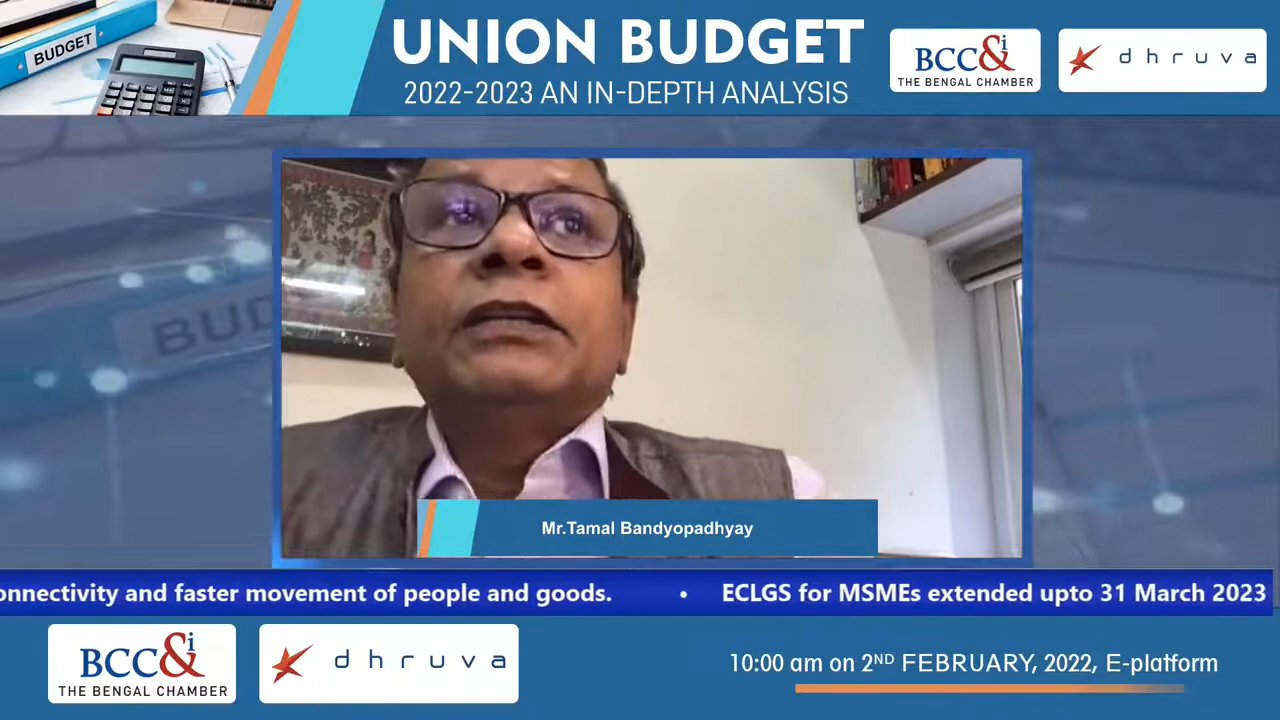 BUDGET
UNION BUDGET
2022-2023 AN IN-DEPTH ANALYSIS
BCC&i
THE BENGAL CHAMBER
dhruva
BUD
Mr.Tamal Bandyopadhyay
onnectivity and faster movement of people and goods. • ECLGS for MSMEs extended upto 31 March 2023
BCC&i
THE BENGAL CHAMBER
dhruva
10:00 am on 2ND FEBRUARY, 2022, E-platform